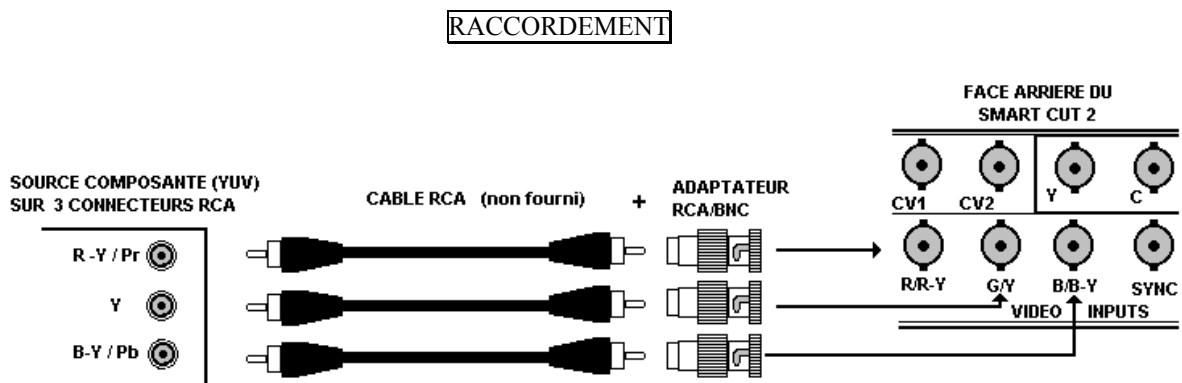 RACCORDEMENT
FACE ARRIERE DU
SMART CUT 2
SOURCE COMPOSANTE (YUV)
SUR 3 CONNECTEURS RCA
CABLE RCA (non fourni)
+
ADAPTATEUR
RCA/BNC
CV1 CV2 Y C
R-Y / Pr
Y
B-Y / Pb
R/R-Y G/Y B/B-Y SYNC
VIDEO INPUTS